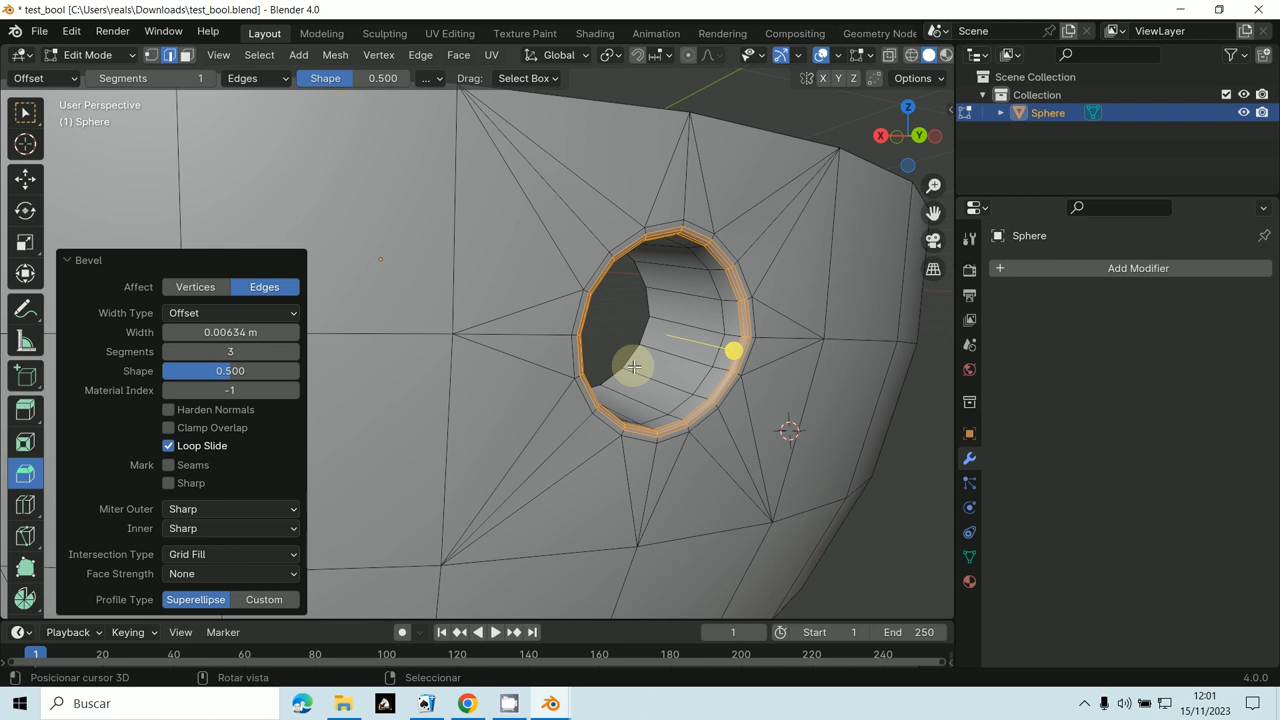 * test_bool [C:\Users\reals\Downloads\test_bool.blend] - Blender 4.0
File Edit Render Window Help Layout Modeling Sculpting UV Editing Texture Paint Shading Animation Rendering Compositing Geometry Node Scene ViewLayer
Edit Mode View Select Add Mesh Vertex Edge Face UV Global
Offset Segments 1 Edges Shape 0.500 ... Drag: Select Box X Y Z Options
User Perspective
(1) Sphere
Z
X Y
Scene Collection
Collection
Sphere
Sphere
Add Modifier
Bevel
Affect Vertices Edges
Width Type Offset
Width 0.00634 m
Segments 3
Shape 0.500
Material Index -1
Harden Normals
Clamp Overlap
Loop Slide
Mark Seams
Sharp
Miter Outer Sharp
Inner Sharp
Intersection Type Grid Fill
Face Strength None
Profile Type Superellipse Custom
Playback Keying View Marker 1 Start 1 End 250
1 20 40 60 80 100 120 140 160 180 200 220 240
Posicionar cursor 3D Rotar vista Seleccionar 4.0.0
Buscar
12:01
15/11/2023